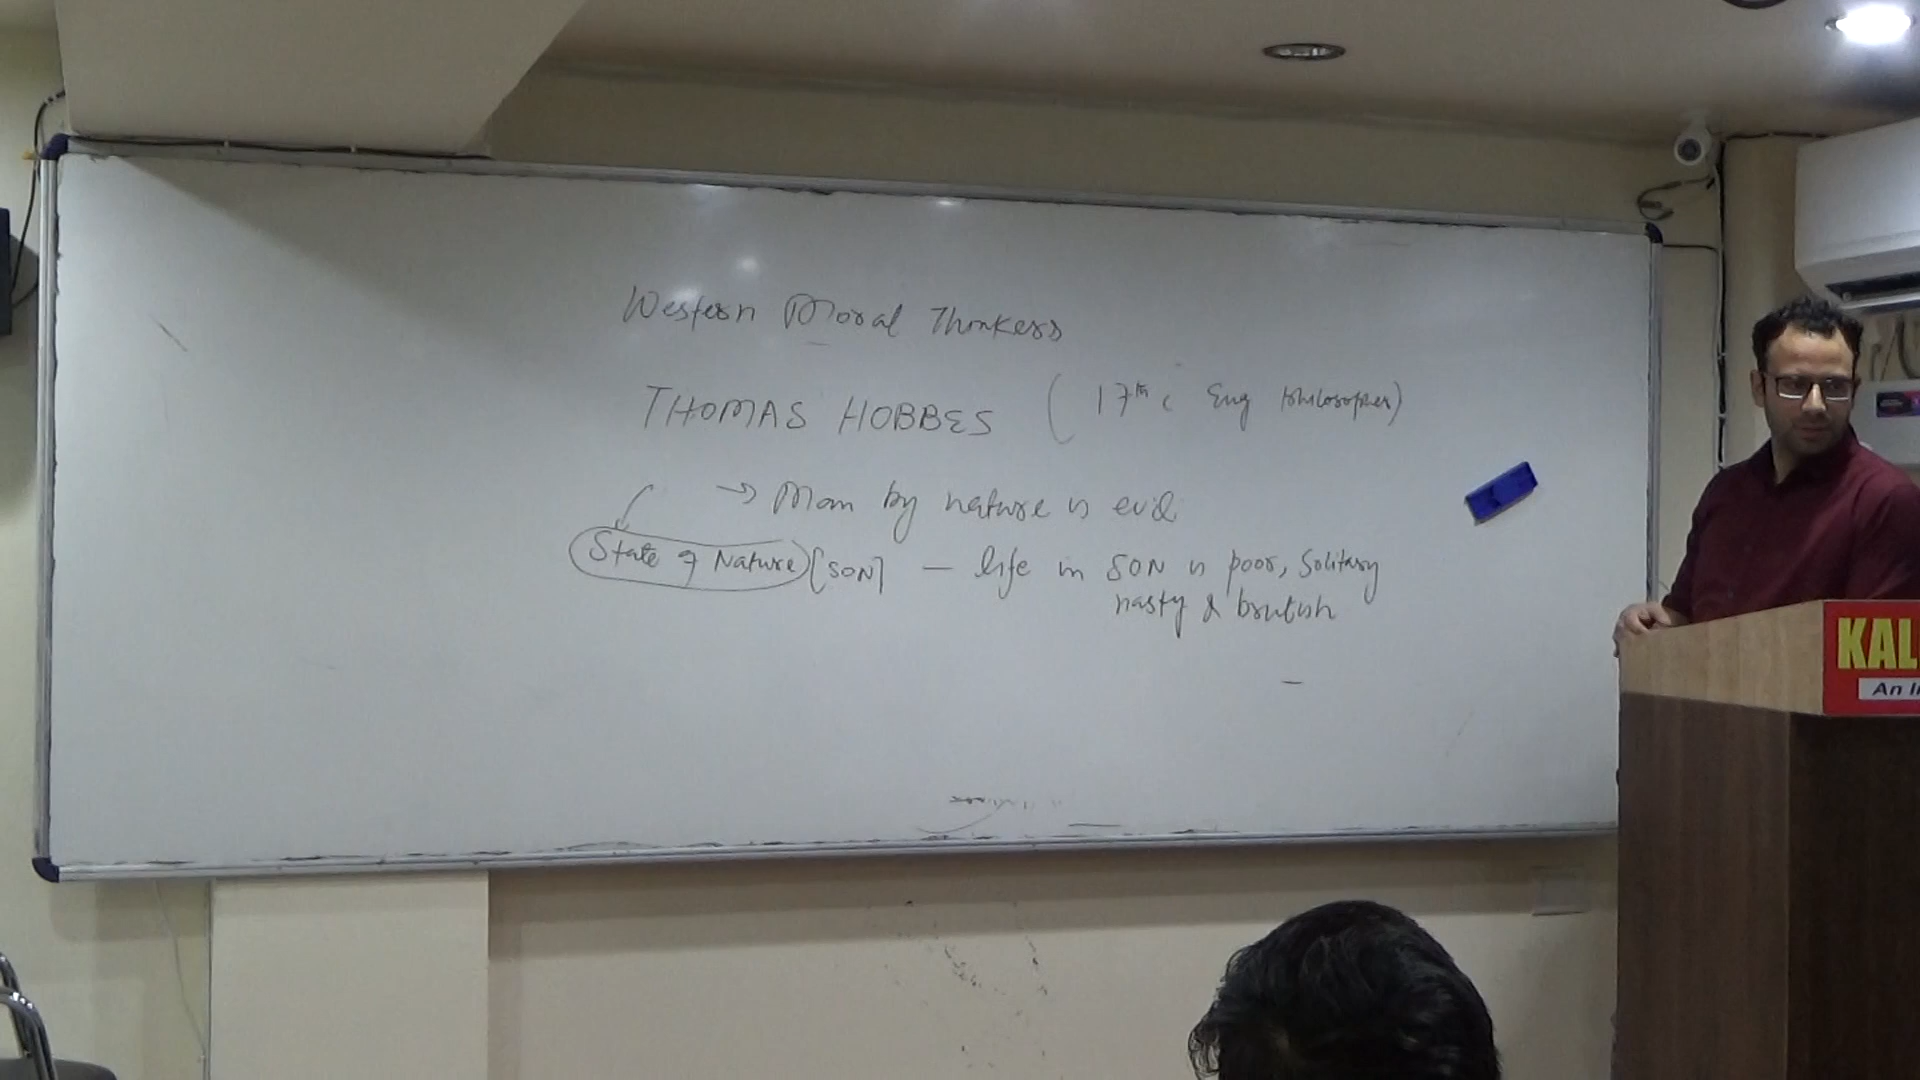 Western Moral Thinkers
THOMAS HOBBES ( 17th c Eng Philosopher)
→ Man by nature is evil
State of Nature [SON] — life in SON is poor, Solitary
nasty & brutish
KAL
An I